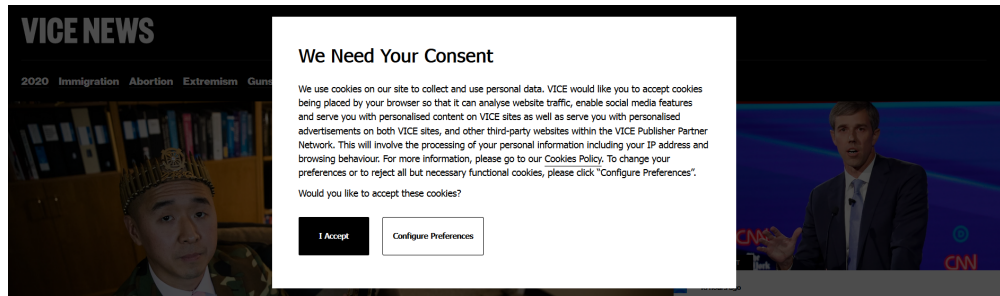 VICE NEWS
2020 Immigration Abortion Extremism Guns
We Need Your Consent
We use cookies on our site to collect and use personal data. VICE would like you to accept cookies
being placed by your browser so that it can analyse website traffic, enable social media features
and serve you with personalised content on VICE sites as well as serve you with personalised
advertisements on both VICE sites, and other third-party websites within the VICE Publisher Partner
Network. This will involve the processing of your personal information including your IP address and
browsing behaviour. For more information, please go to our Cookies Policy. To change your
preferences or to reject all but necessary functional cookies, please click “Configure Preferences”.
Would you like to accept these cookies?
I Accept
Configure Preferences
CNN